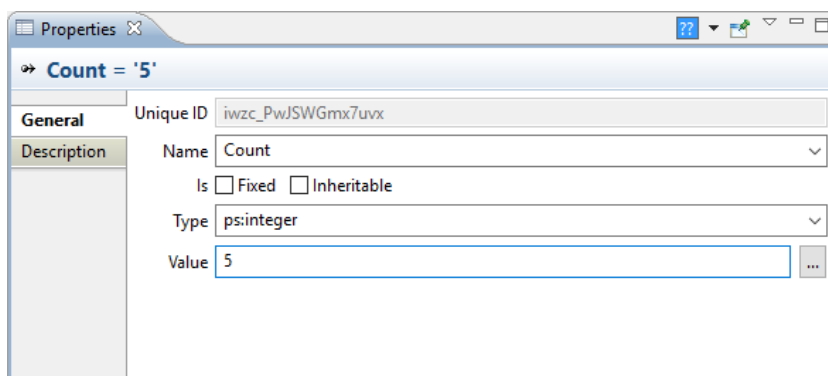 Properties
??
Count = '5'
General
Description
Unique ID iwzc_PwJSWGmx7uvx
Name Count
Is Fixed Inheritable
Type ps:integer
Value 5 ...